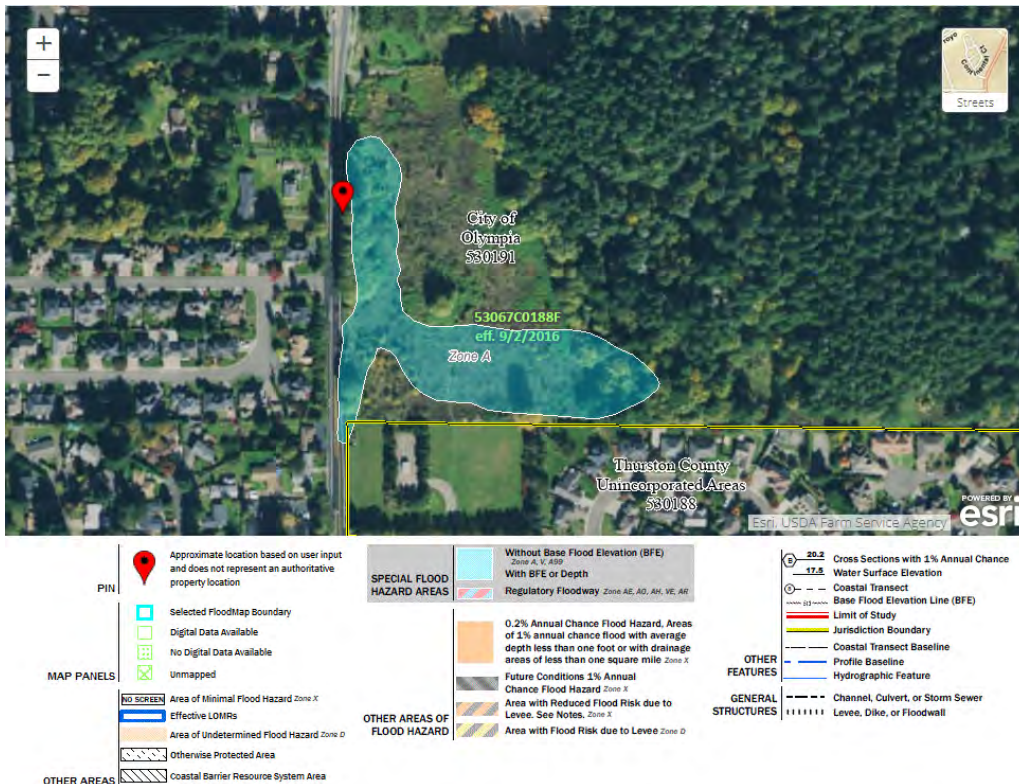 +
−
Streets
City of
Olympia
530191
53067C0188F
eff. 9/2/2016
Zone A
Thurston County
Unincorporated Areas
530188
POWERED BY
esri
Esri, USDA Farm Service Agency
PIN
Approximate location based on user input
and does not represent an authoritative
property location
MAP PANELS
Selected FloodMap Boundary
Digital Data Available
No Digital Data Available
Unmapped
OTHER AREAS
NO SCREEN Area of Minimal Flood Hazard Zone X
Effective LOMRs
Area of Undetermined Flood Hazard Zone D
Otherwise Protected Area
Coastal Barrier Resource System Area
SPECIAL FLOOD
HAZARD AREAS
Without Base Flood Elevation (BFE)
Zone A, V, A99
With BFE or Depth
Regulatory Floodway Zone AE, AO, AH, VE, AR
OTHER AREAS OF
FLOOD HAZARD
0.2% Annual Chance Flood Hazard, Areas
of 1% annual chance flood with average
depth less than one foot or with drainage
areas of less than one square mile Zone X
Future Conditions 1% Annual
Chance Flood Hazard Zone X
Area with Reduced Flood Risk due to
Levee. See Notes. Zone X
Area with Flood Risk due to Levee Zone D
OTHER
FEATURES
20.2 Cross Sections with 1% Annual Chance
17.5 Water Surface Elevation
Coastal Transect
Base Flood Elevation Line (BFE)
Limit of Study
Jurisdiction Boundary
Coastal Transect Baseline
Profile Baseline
Hydrographic Feature
GENERAL
STRUCTURES
Channel, Culvert, or Storm Sewer
Levee, Dike, or Floodwall